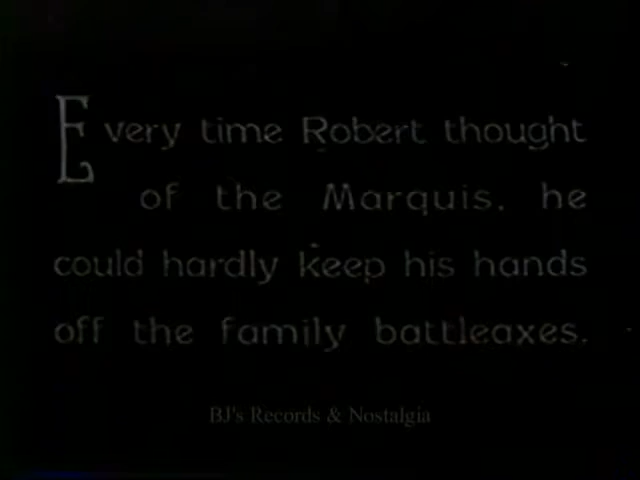 Every time Robert thought
of the Marquis, he
could hardly keep his hands
off the family battleaxes.
BJ's Records & Nostalgia